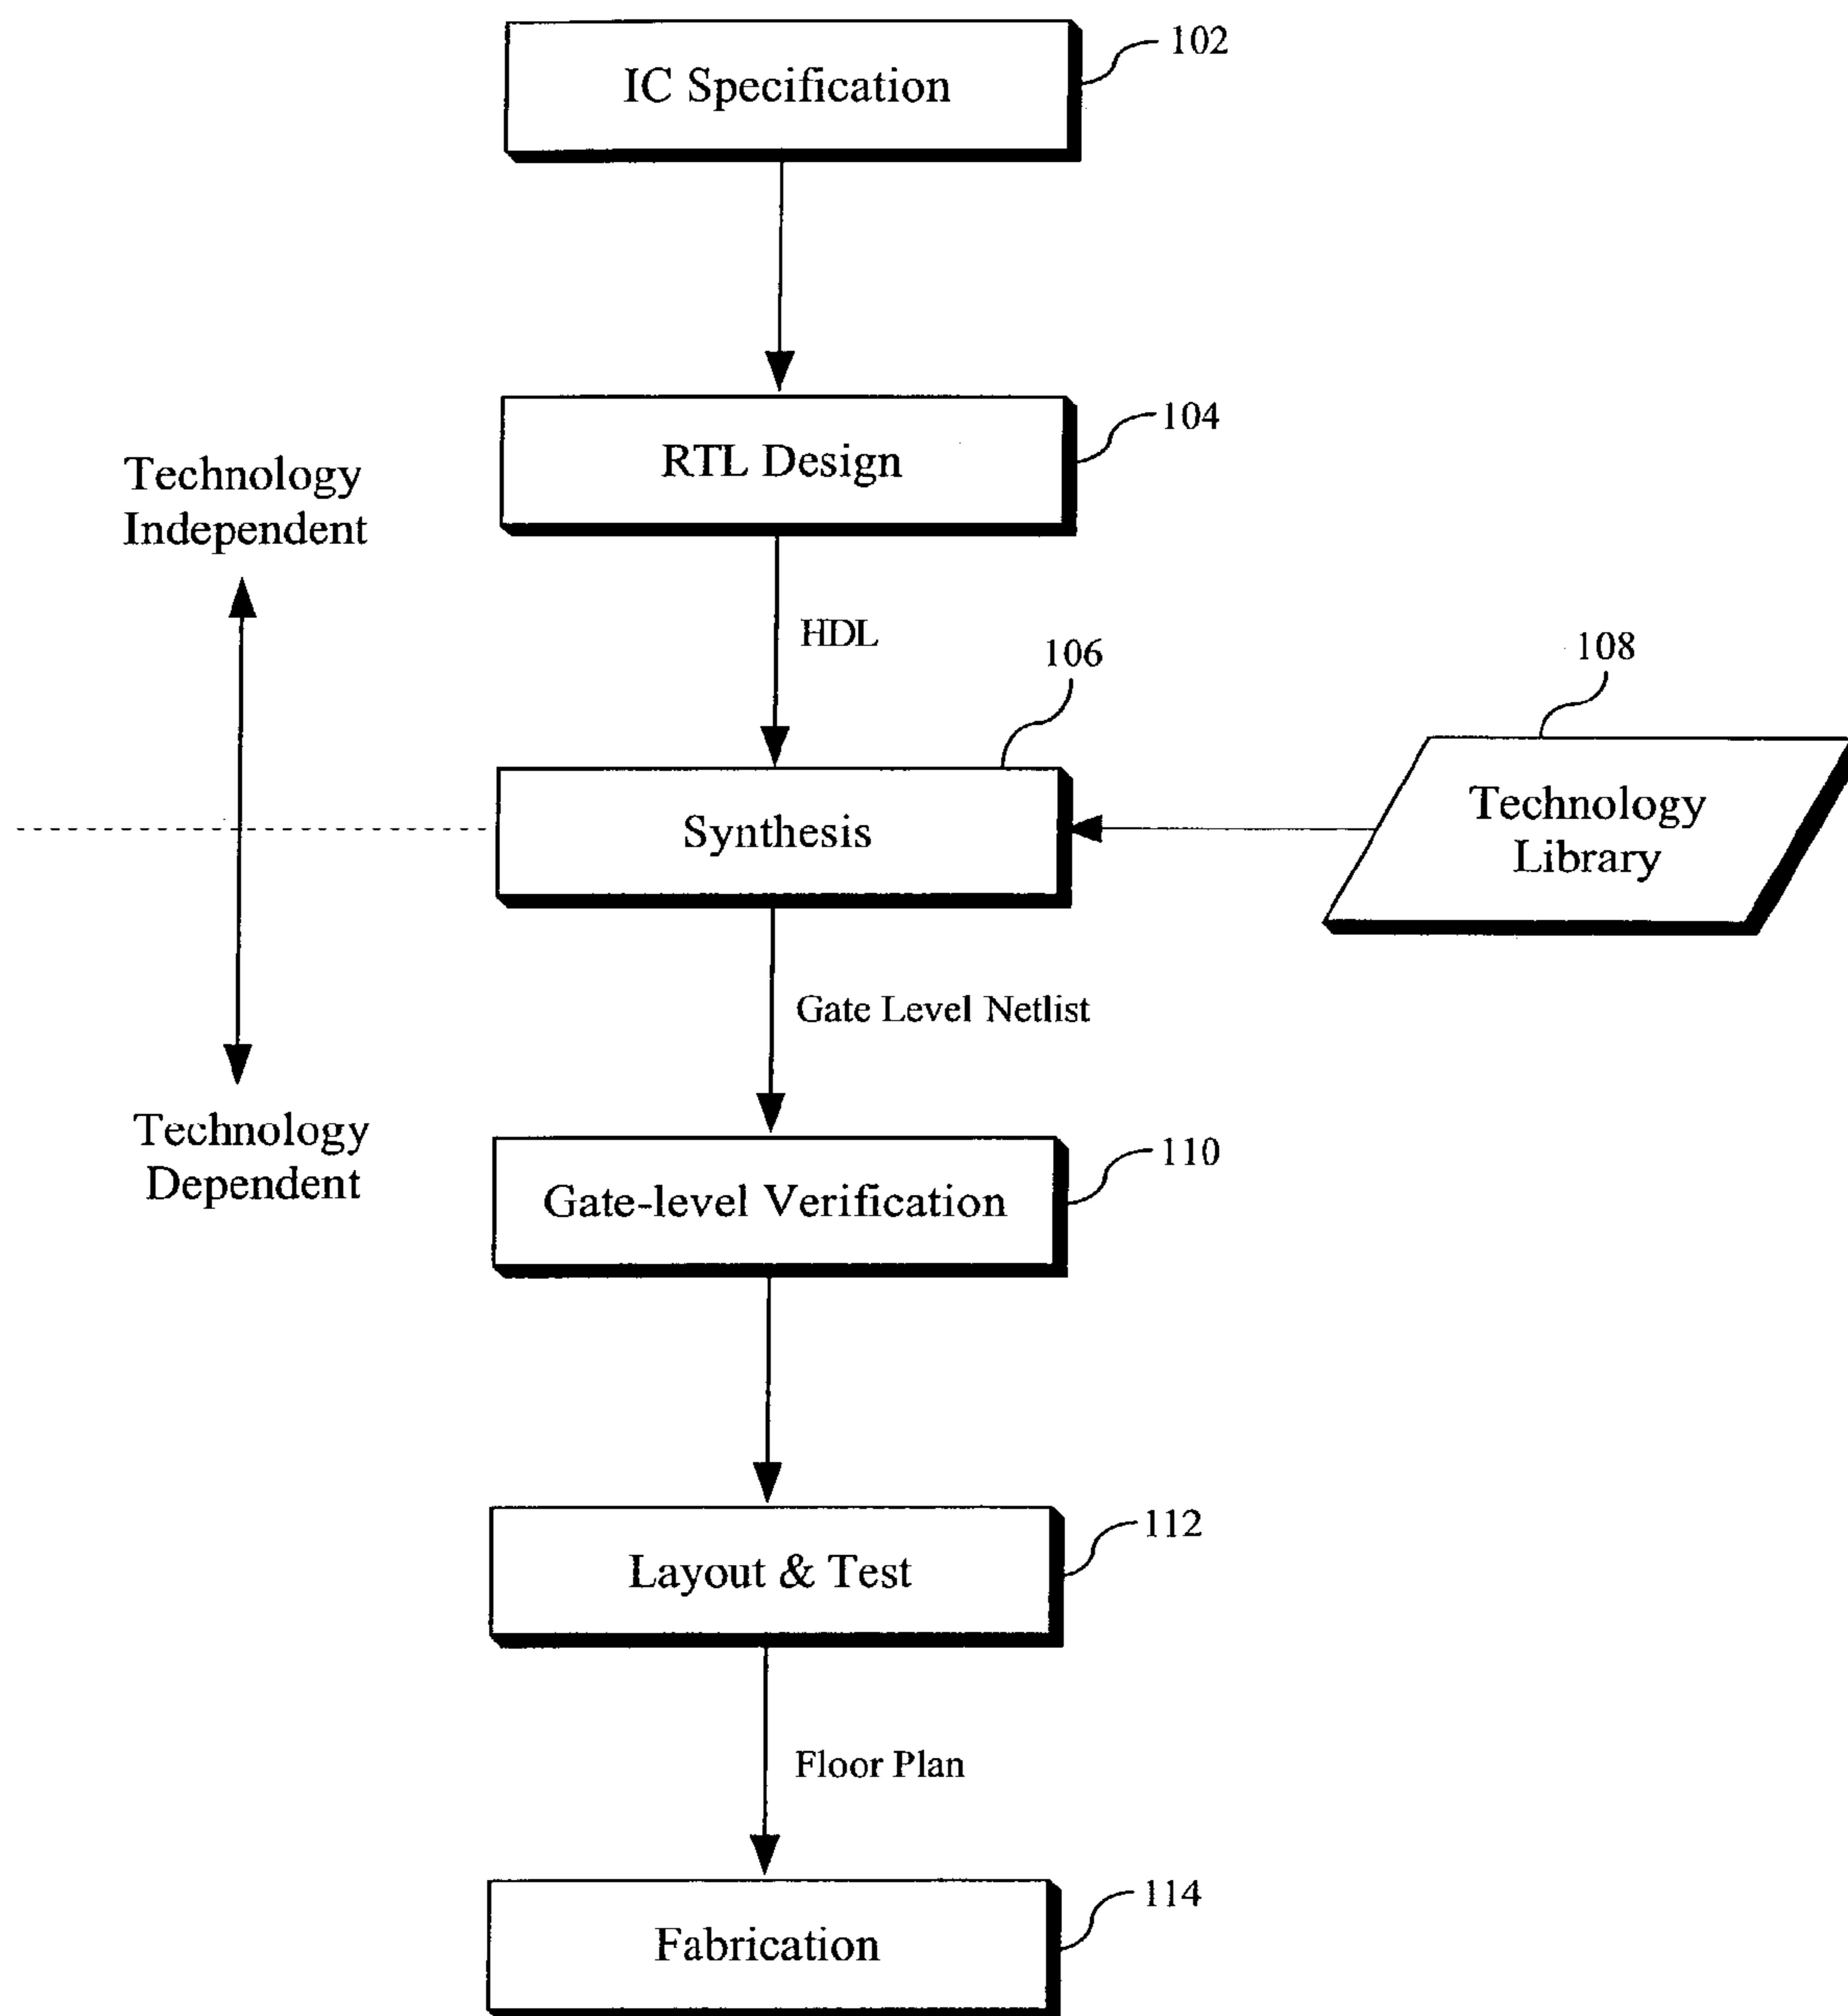 IC Specification
102
RTL Design
104
Technology
Independent
HDL
106
108
Synthesis
Technology
Library
Gate Level Netlist
Technology
Dependent
Gate-level Verification
110
Layout & Test
112
Floor Plan
Fabrication
114